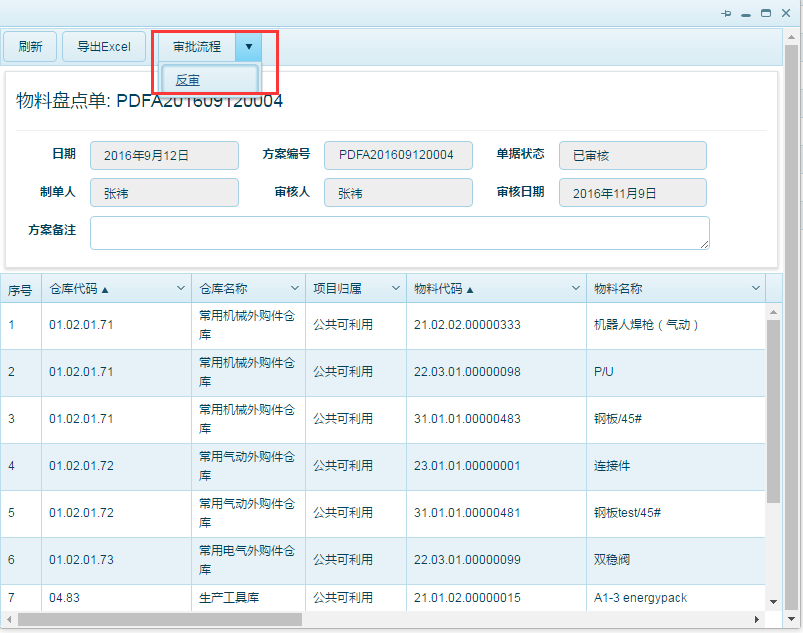 刷新 导出Excel 审批流程 ▼
反审
物料盘点单: PDFA201609120004
日期 2016年9月12日 方案编号 PDFA201609120004 单据状态 已审核
制单人 张祎 审核人 张祎 审核日期 2016年11月9日
方案备注
序号 仓库代码▲ 仓库名称 项目归属 物料代码▲ 物料名称
1 01.02.01.71 常用机械外购件仓库 公共可利用 21.02.02.00000333 机器人焊枪（气动）
2 01.02.01.71 常用机械外购件仓库 公共可利用 22.03.01.00000098 P/U
3 01.02.01.71 常用机械外购件仓库 公共可利用 31.01.01.00000483 钢板/45#
4 01.02.01.72 常用气动外购件仓库 公共可利用 23.01.01.00000001 连接件
5 01.02.01.72 常用气动外购件仓库 公共可利用 31.01.01.00000481 钢板test/45#
6 01.02.01.73 常用电气外购件仓库 公共可利用 22.03.01.00000099 双稳阀
7 04.83 生产工具库 公共可利用 21.01.02.00000015 A1-3 energypack